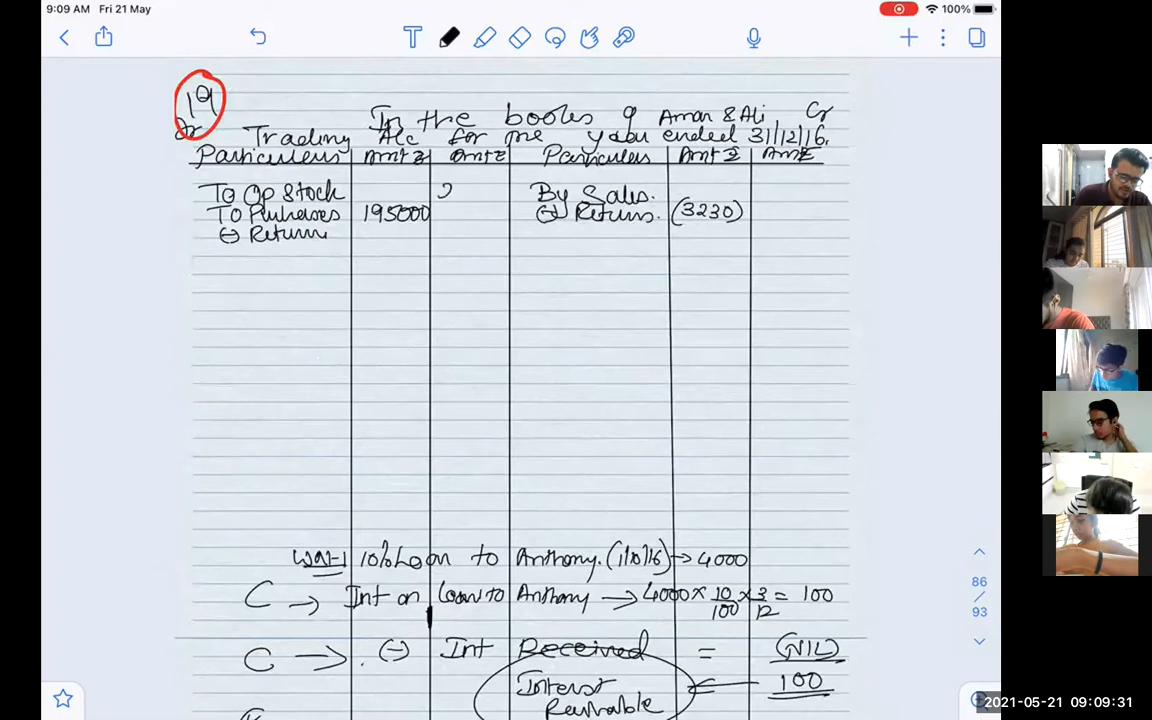 9:09 AM Fri 21 May
100%
19
In the books of Aman & Ali
Dr Trading A/c for the year ended 31/12/16. Cr
Particulars Amt ₹ Amt ₹ Particulars Amt ₹ Amt ₹
To Op Stock By Sales.
To Purchases 195000 (-) Returns. (3230)
(-) Returns
WN-1 10% Loan to Anthony. (1/10/16) → 4000
C → Int on loan to Anthony → 4000 × 10/100 × 3/12 = 100
C → (-) Int Received = (NIL)
Interest Receivable ← 100
86
/
93
2021-05-21 09:09:31